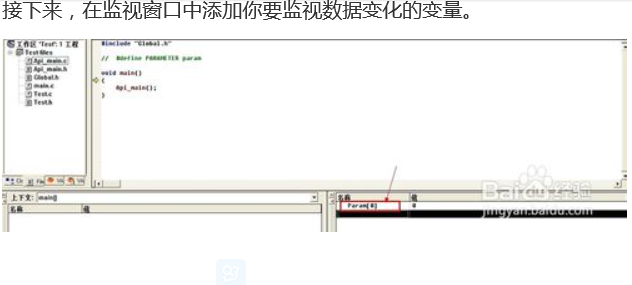 接下来，在监视窗口中添加你要监视数据变化的变量。
工作区 'Test': 1 工程
Test files
Api_main.c
Api_main.h
Global.h
main.c
Test.c
Test.h
#include "Global.h"
// #define PARAMETER param
void main()
{
Api_main();
}
上下文: main()
名称 值
名称 值
Param[0] 0
Baidu 经验
jingyan.baidu.com